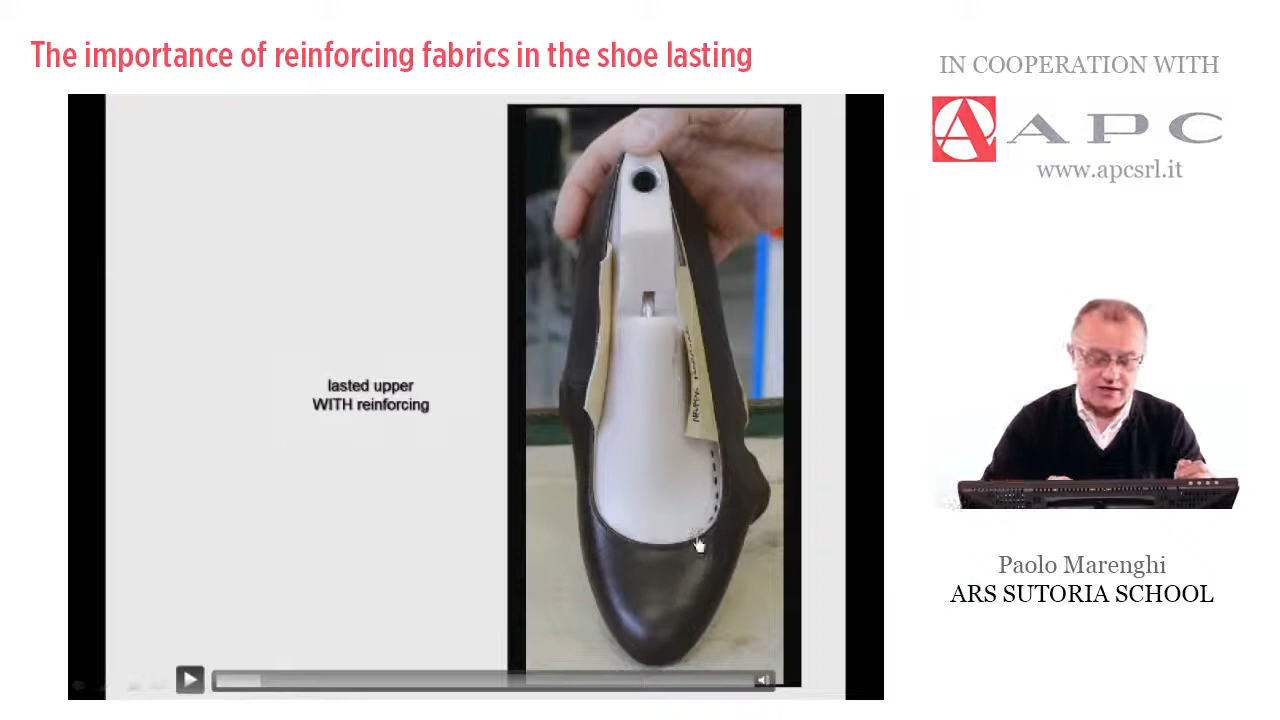 The importance of reinforcing fabrics in the shoe lasting
IN COOPERATION WITH
APC
www.apcsrl.it
lasted upper
WITH reinforcing
Paolo Marenghi
ARS SUTORIA SCHOOL